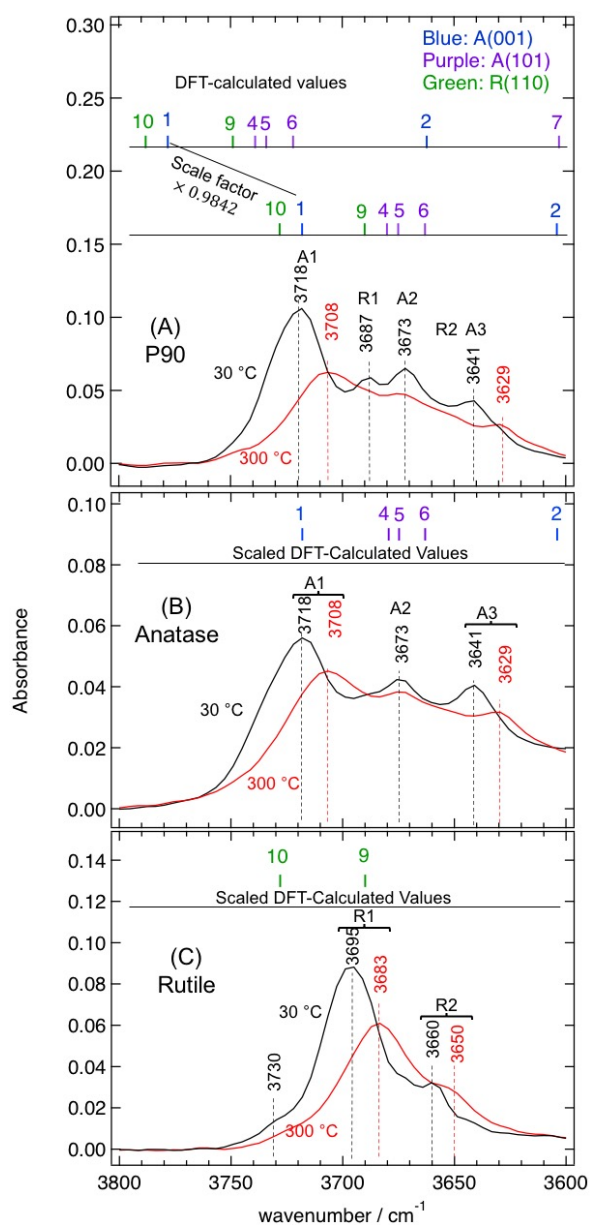 0.30
Blue: A(001)
Purple: A(101)
Green: R(110)
DFT-calculated values
0.25
10 1 9 4 5 6 2 7
0.20
Scale factor
× 0.9842
10 1 9 4 5 6 2
0.15
3718 A1
3708
R1
3687
A2
3673
R2 A3
3641
3629
0.10
(A)
P90
30 °C
0.05
300 °C
0.00
0.10
1 4 5 6 2
Scaled DFT-Calculated Values
0.08
A1
3718
3708
A2
3673
A3
3641
3629
(B)
Anatase
0.06
0.04
30 °C
0.02
300 °C
0.00
Absorbance
10 9
0.14
Scaled DFT-Calculated Values
0.12
R1
3695
3683
(C)
Rutile
0.10
30 °C
R2
3660
3650
0.08
0.06
0.04
3730
0.02
300 °C
0.00
3800 3750 3700 3650 3600
wavenumber / cm-1